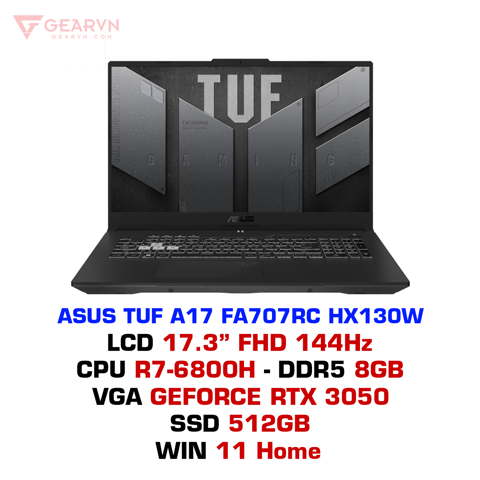 GEARVN
GEARVN.COM
TUF
GAMING
ASUS
ASUS TUF A17 FA707RC HX130W
LCD 17.3” FHD 144Hz
CPU R7-6800H - DDR5 8GB
VGA GEFORCE RTX 3050
SSD 512GB
WIN 11 Home